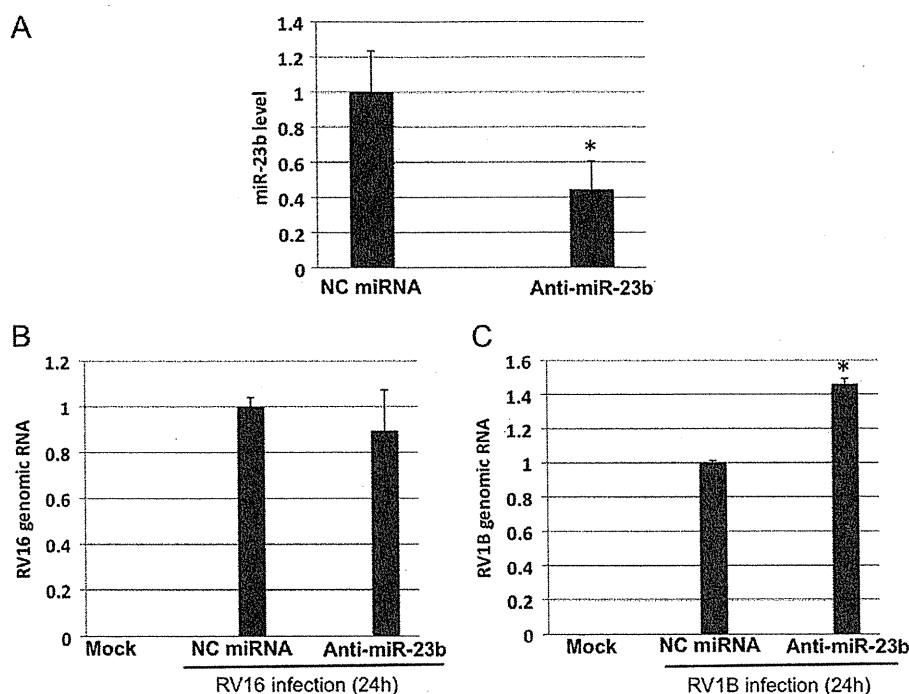 A
miR-23b level
1.4
1.2
1
0.8
0.6
0.4
0.2
0
*
NC miRNA
Anti-miR-23b
B
RV16 genomic RNA
1.2
1
0.8
0.6
0.4
0.2
0
Mock
NC miRNA
Anti-miR-23b
RV16 infection (24h)
C
RV1B genomic RNA
1.6
1.4
1.2
1
0.8
0.6
0.4
0.2
0
*
Mock
NC miRNA
Anti-miR-23b
RV1B infection (24h)